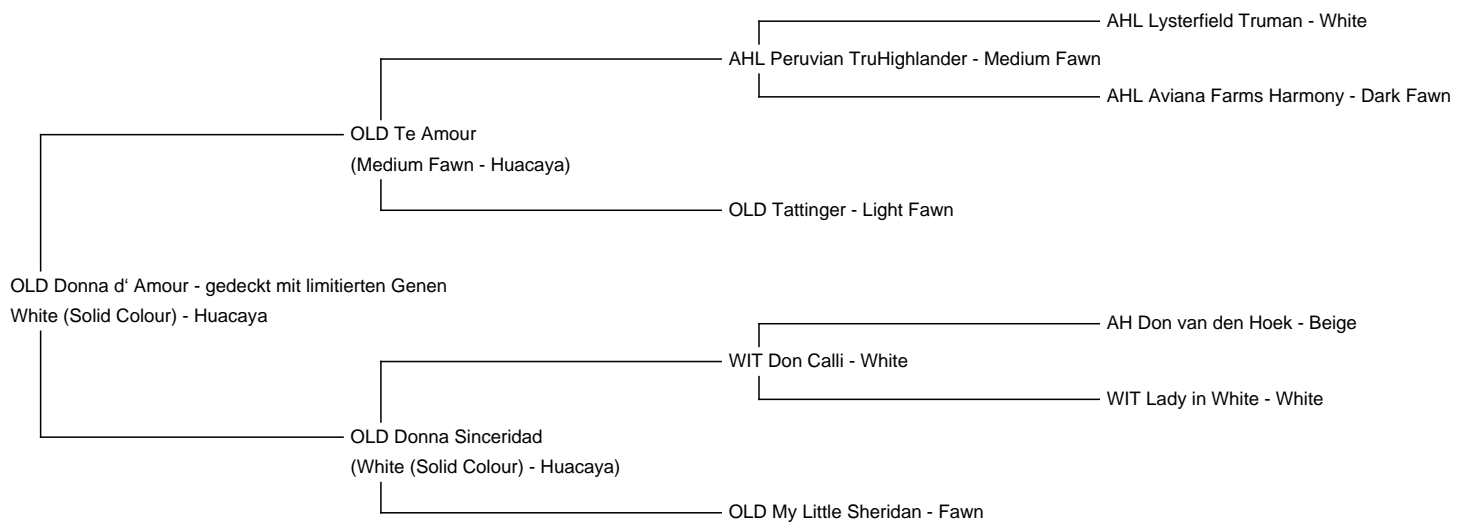 AHL Lysterfield Truman - White
AHL Peruvian TruHighlander - Medium Fawn
AHL Aviana Farms Harmony - Dark Fawn
OLD Te Amour
(Medium Fawn - Huacaya)
OLD Tattinger - Light Fawn
OLD Donna d‘ Amour - gedeckt mit limitierten Genen
White (Solid Colour) - Huacaya
AH Don van den Hoek - Beige
WIT Don Calli - White
WIT Lady in White - White
OLD Donna Sinceridad
(White (Solid Colour) - Huacaya)
OLD My Little Sheridan - Fawn